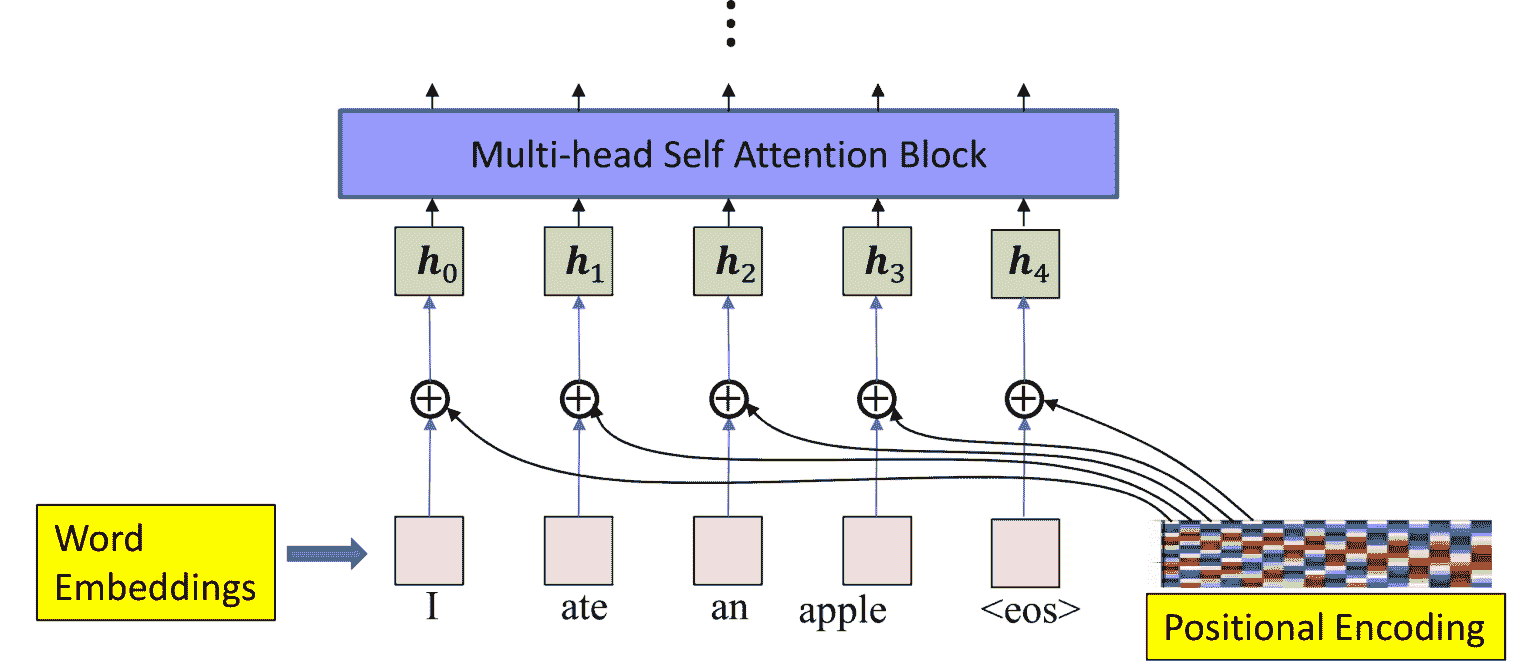 Multi-head Self Attention Block
h0 h1 h2 h3 h4
Word
Embeddings
I ate an apple <eos>
Positional Encoding